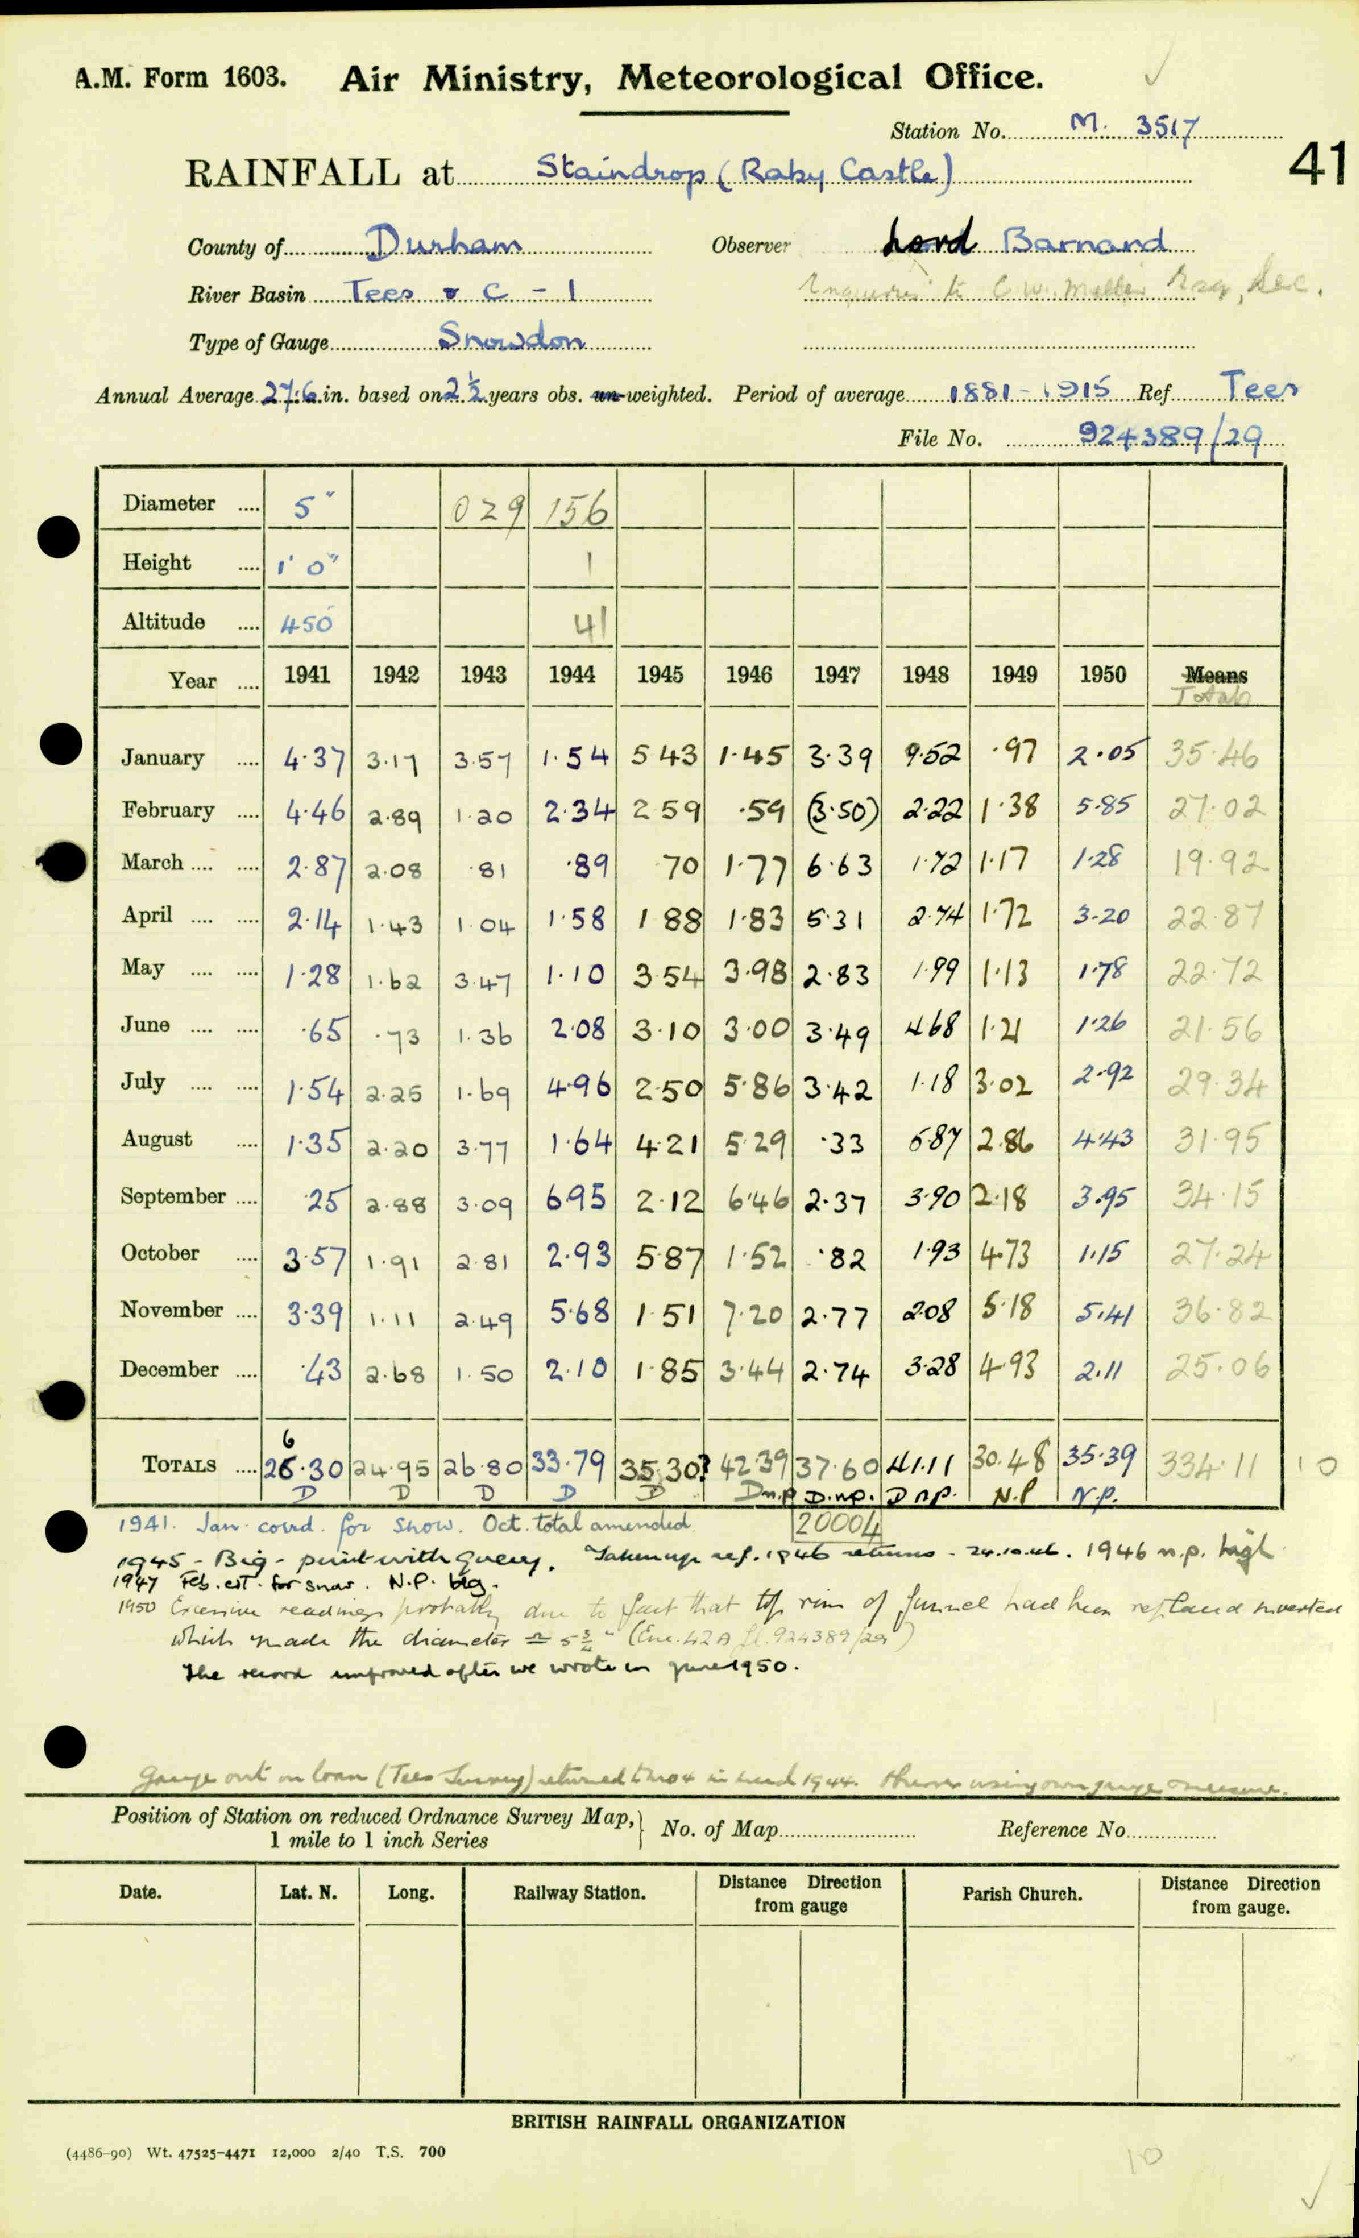 A.M. Form 1603. Air Ministry, Meteorological Office.
Station No. M. 3517
41
RAINFALL at Staindrop (Raby Castle)
County of Durham Observer Lord Barnard
River Basin Tees & C - 1 Inquiries to C.W. Esq, Sec.
Type of Gauge Snowdon
Annual Average 27.6 in. based on 2 1/2 years obs. un-weighted. Period of average 1881-1915 Ref Tees
File No. 924389/29
Diameter .... 5" 029 156
Height .... 1' 0" 1
Altitude .... 450 41
Year .... 1941 1942 1943 1944 1945 1946 1947 1948 1949 1950 Means
Totals
January .... 4.37 3.17 3.57 1.54 5 43 1.45 3.39 9.52 .97 2.05 35.46
February .... 4.46 2.89 1.20 2.34 2 59 .59 (3.50) 2.22 1.38 5.85 27.02
March .... .... 2.87 2.08 .81 .89 70 1.77 6.63 1.72 1.17 1.28 19.92
April .... .... 2.14 1.43 1.04 1.58 1 88 1.83 5.31 2.74 1.72 3.20 22.87
May .... .... 1.28 1.62 3.47 1.10 3 54 3.98 2.83 1.99 1.13 1.78 22.72
June .... .... .65 .73 1.36 2.08 3.10 3.00 3.49 4.68 1.21 1.26 21.56
July .... .... 1.54 2.25 1.69 4.96 2.50 5.86 3.42 1.18 3.02 2.92 29.34
August .... 1.35 2.20 3.77 1.64 4.21 5.29 .33 5.87 2.86 4.43 31.95
September .... .25 2.88 3.09 6.95 2.12 6.46 2.37 3.90 2.18 3.95 34.15
October .... 3.57 1.91 2.81 2.93 5.87 1.52 .82 1.93 4.73 1.15 27.24
November .... 3.39 1.11 2.49 5.68 1.51 7.20 2.77 2.08 5.18 5.41 36.82
December .... .43 2.68 1.50 2.10 1.85 3.44 2.74 3.28 4.93 2.11 25.06
6
TOTALS .... 26.30 24.95 26.80 33.79 35.30? 42.39 37.60 41.11 30.48 35.39 334.11 10
D D D D D D n.p D.n.p. D n.p. N.P N.P.
20004
1941. Jan. corrd. for snow. Oct. total amended
1945 - Big - print with query. Taken up ref. 1946 returns - 24.10.46. 1946 n.p. high
1947 Feb. est. for snow. N.P. big.
1950 Excessive readings probably due to fact that top rim of funnel had been replaced inverted
which made the diameter = 5 3/4" (Enc. 42A fl. 924389/29)
The record improved after we wrote in June 1950.
Gauge out on loan (Tees Survey) returned to M.O. in 1944. using own gauge & measure.
Position of Station on reduced Ordnance Survey Map, 1 mile to 1 inch Series } No. of Map Reference No.
Date. Lat. N. Long. Railway Station. Distance Direction from gauge Parish Church. Distance Direction from gauge.
BRITISH RAINFALL ORGANIZATION
(4486-90) Wt. 47525-4471 12,000 2/40 T.S. 700
10